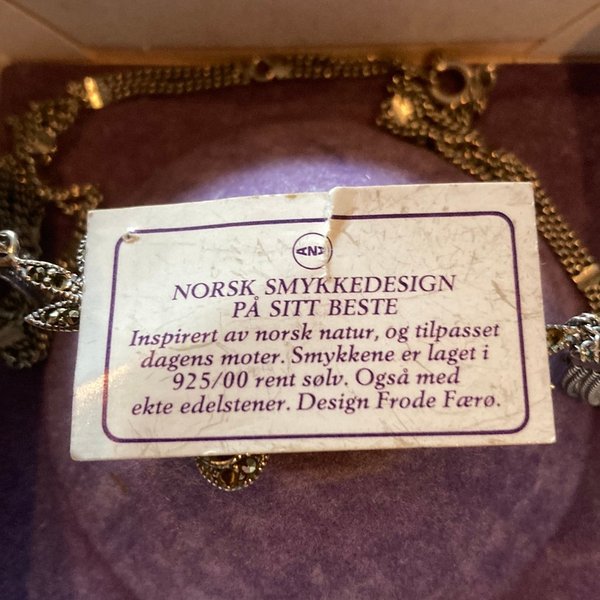 ANA
NORSK SMYKKEDESIGN
PÅ SITT BESTE
Inspirert av norsk natur, og tilpasset
dagens moter. Smykkene er laget i
925/00 rent sølv. Også med
ekte edelstener. Design Frode Færø.